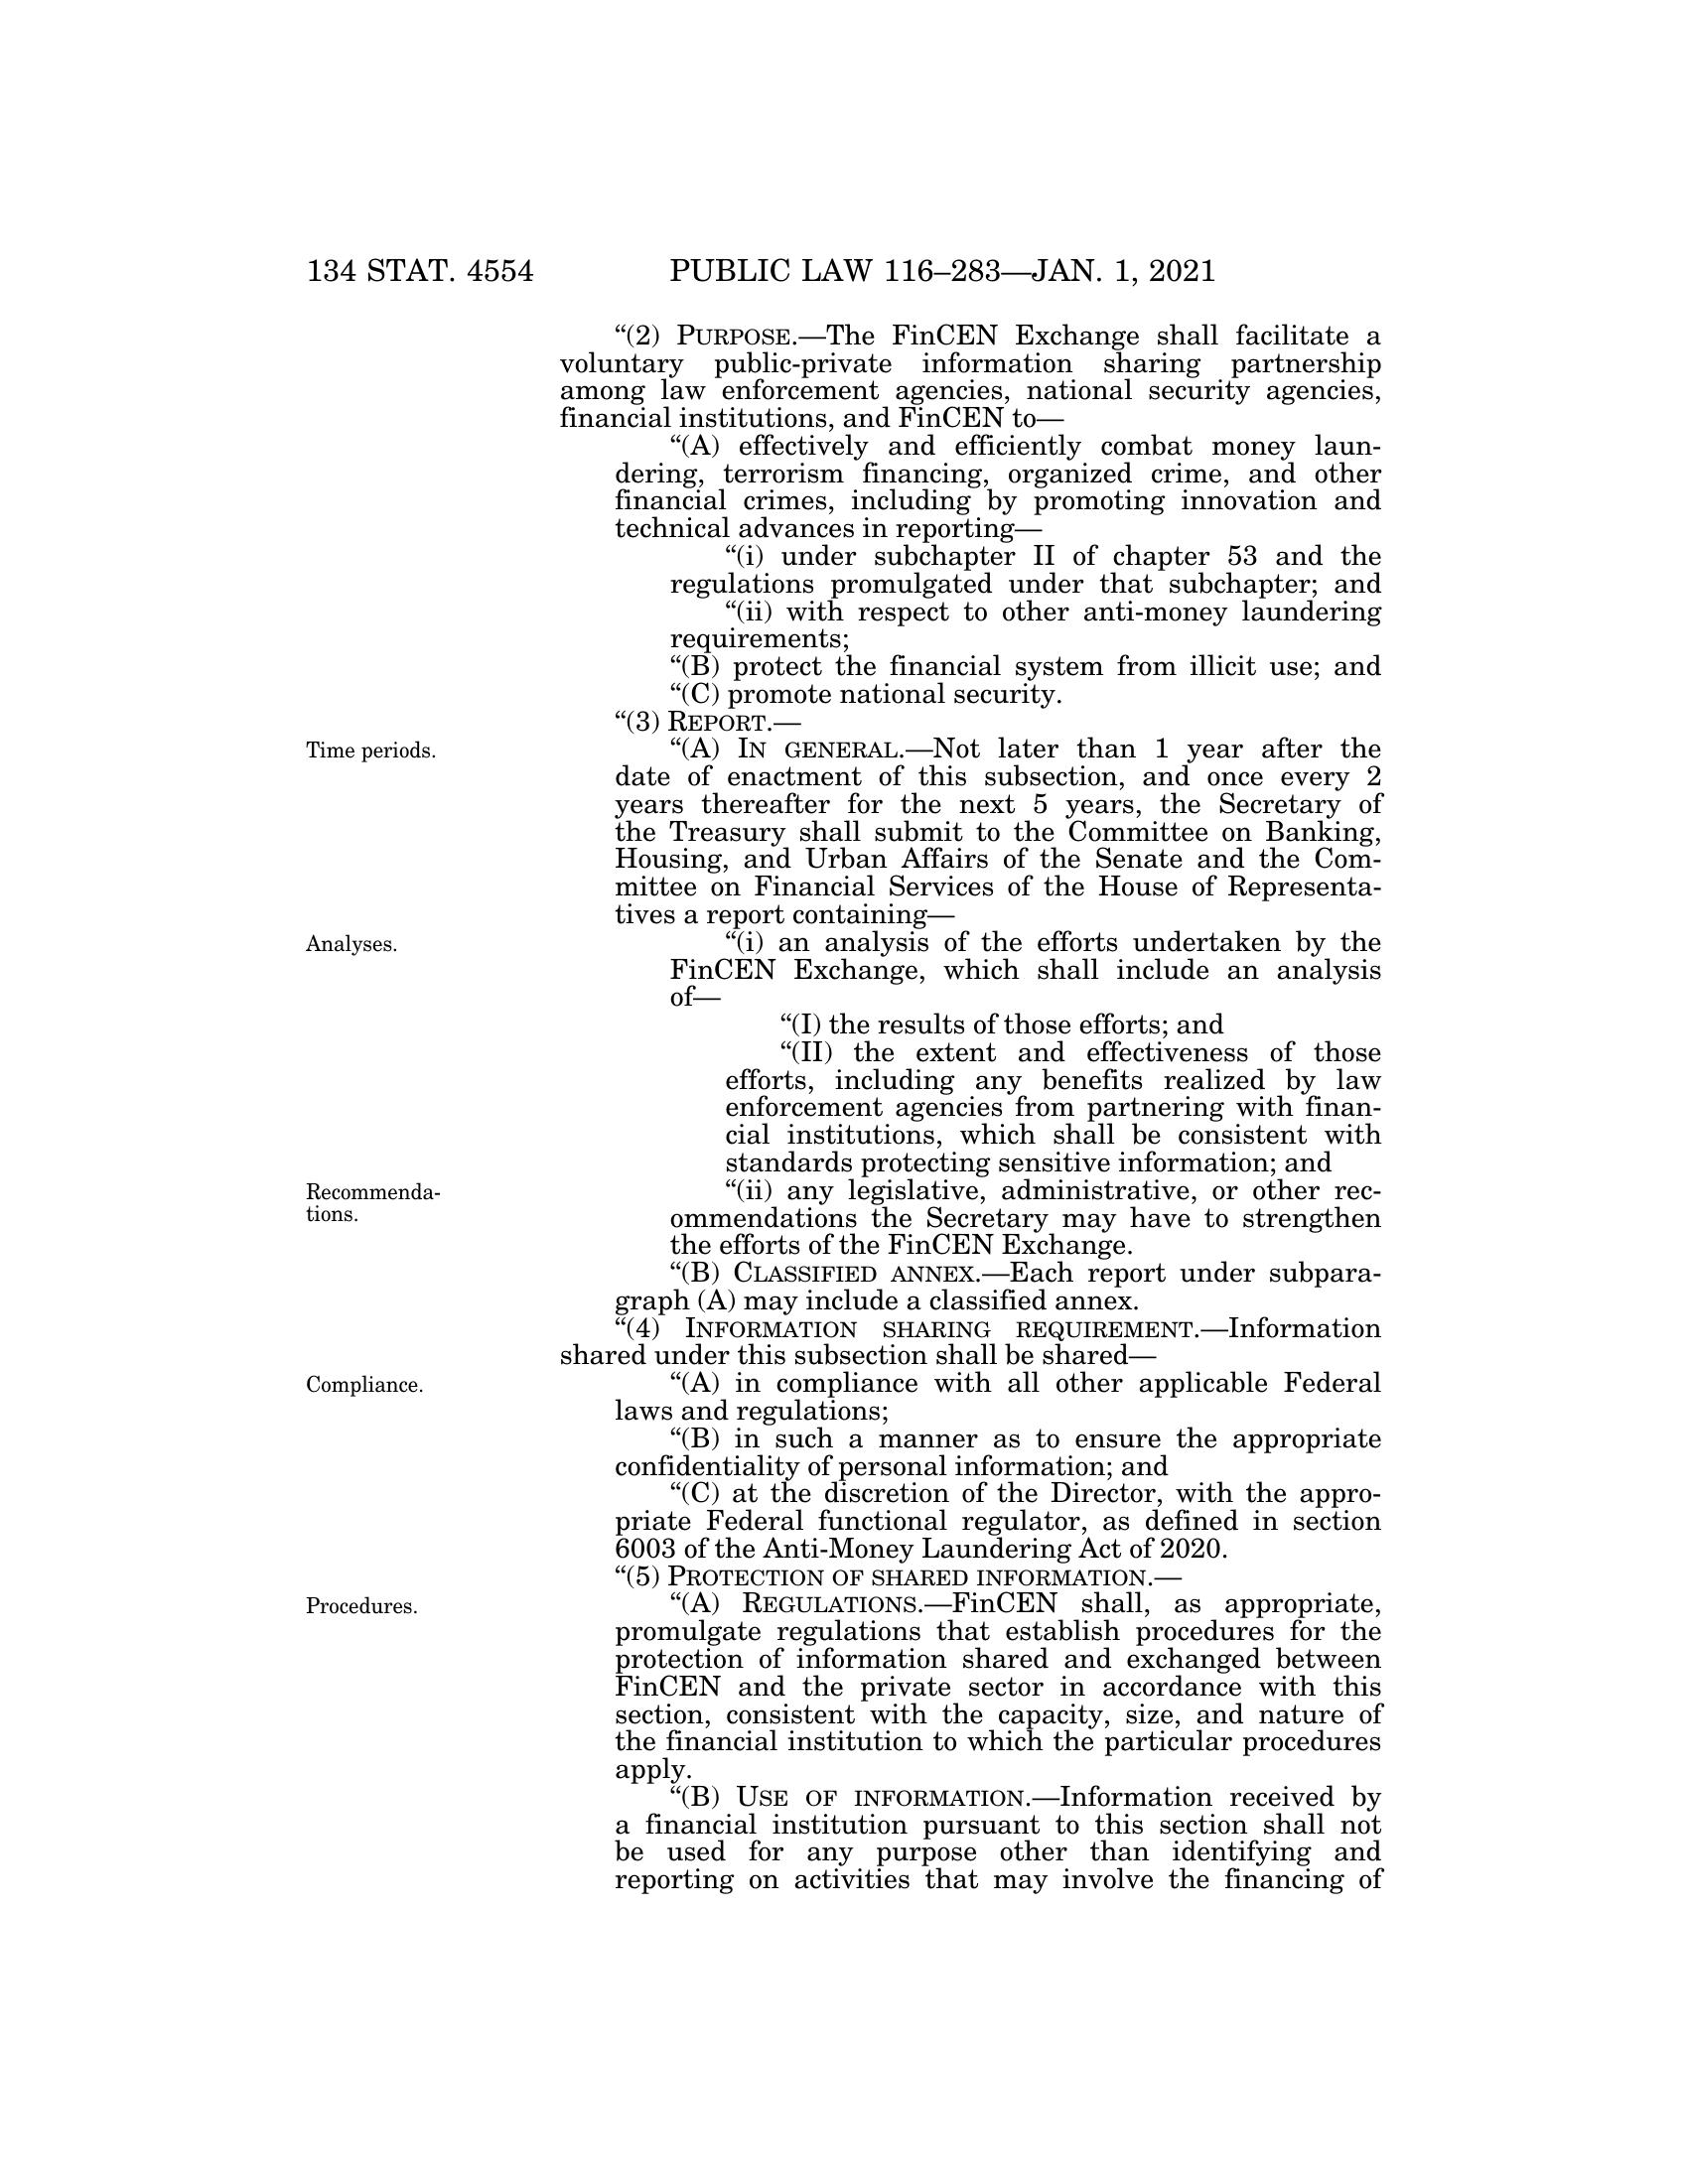 134 STAT. 4554 PUBLIC LAW 116–283—JAN. 1, 2021
“(2) PURPOSE.—The FinCEN Exchange shall facilitate a
voluntary public-private information sharing partnership
among law enforcement agencies, national security agencies,
financial institutions, and FinCEN to—
“(A) effectively and efficiently combat money laun-
dering, terrorism financing, organized crime, and other
financial crimes, including by promoting innovation and
technical advances in reporting—
“(i) under subchapter II of chapter 53 and the
regulations promulgated under that subchapter; and
“(ii) with respect to other anti-money laundering
requirements;
“(B) protect the financial system from illicit use; and
“(C) promote national security.
“(3) REPORT.—
Time periods.
“(A) IN GENERAL.—Not later than 1 year after the
date of enactment of this subsection, and once every 2
years thereafter for the next 5 years, the Secretary of
the Treasury shall submit to the Committee on Banking,
Housing, and Urban Affairs of the Senate and the Com-
mittee on Financial Services of the House of Representa-
tives a report containing—
Analyses.
“(i) an analysis of the efforts undertaken by the
FinCEN Exchange, which shall include an analysis
of—
“(I) the results of those efforts; and
“(II) the extent and effectiveness of those
efforts, including any benefits realized by law
enforcement agencies from partnering with finan-
cial institutions, which shall be consistent with
standards protecting sensitive information; and
Recommenda-
tions.
“(ii) any legislative, administrative, or other rec-
ommendations the Secretary may have to strengthen
the efforts of the FinCEN Exchange.
“(B) CLASSIFIED ANNEX.—Each report under subpara-
graph (A) may include a classified annex.
“(4) INFORMATION SHARING REQUIREMENT.—Information
shared under this subsection shall be shared—
Compliance.
“(A) in compliance with all other applicable Federal
laws and regulations;
“(B) in such a manner as to ensure the appropriate
confidentiality of personal information; and
“(C) at the discretion of the Director, with the appro-
priate Federal functional regulator, as defined in section
6003 of the Anti-Money Laundering Act of 2020.
“(5) PROTECTION OF SHARED INFORMATION.—
Procedures.
“(A) REGULATIONS.—FinCEN shall, as appropriate,
promulgate regulations that establish procedures for the
protection of information shared and exchanged between
FinCEN and the private sector in accordance with this
section, consistent with the capacity, size, and nature of
the financial institution to which the particular procedures
apply.
“(B) USE OF INFORMATION.—Information received by
a financial institution pursuant to this section shall not
be used for any purpose other than identifying and
reporting on activities that may involve the financing of